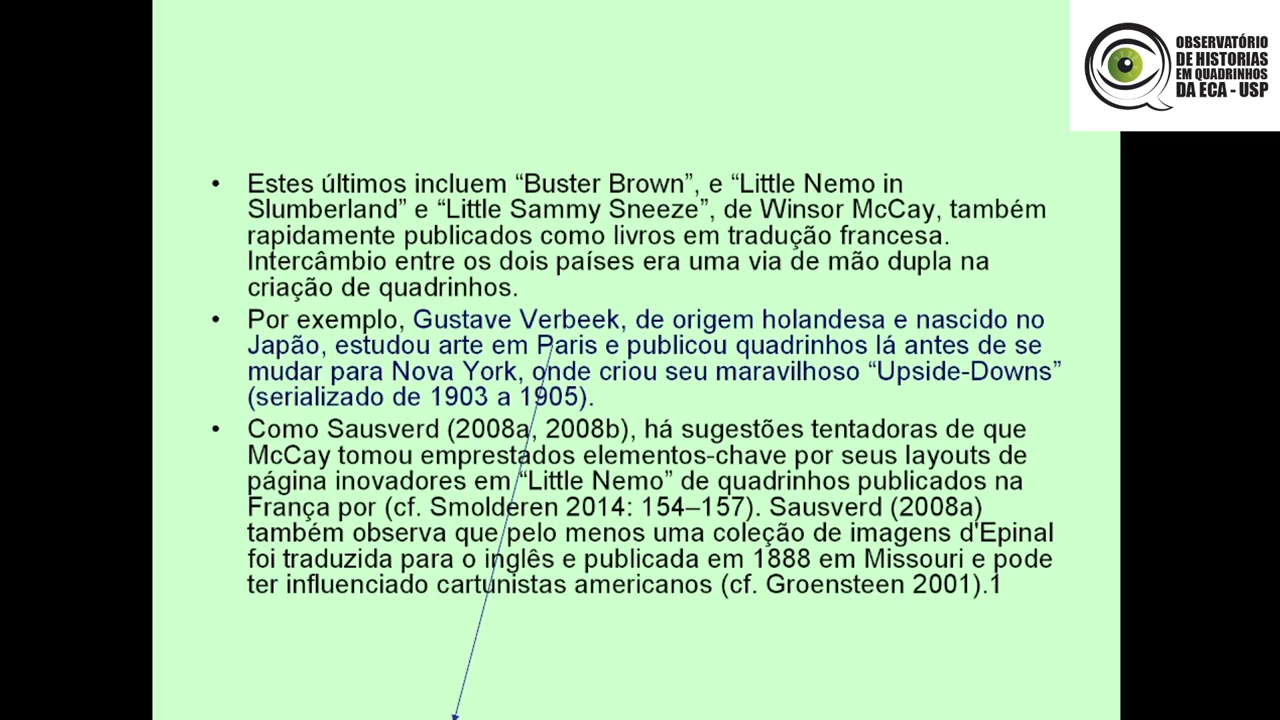 OBSERVATÓRIO
DE HISTORIAS
EM QUADRINHOS
DA ECA - USP
• Estes últimos incluem “Buster Brown”, e “Little Nemo in
Slumberland” e “Little Sammy Sneeze”, de Winsor McCay, também
rapidamente publicados como livros em tradução francesa.
Intercâmbio entre os dois países era uma via de mão dupla na
criação de quadrinhos.
• Por exemplo, Gustave Verbeek, de origem holandesa e nascido no
Japão, estudou arte em Paris e publicou quadrinhos lá antes de se
mudar para Nova York, onde criou seu maravilhoso “Upside-Downs”
(serializado de 1903 a 1905).
• Como Sausverd (2008a, 2008b), há sugestões tentadoras de que
McCay tomou emprestados elementos-chave por seus layouts de
página inovadores em “Little Nemo” de quadrinhos publicados na
França por (cf. Smolderen 2014: 154–157). Sausverd (2008a)
também observa que pelo menos uma coleção de imagens d'Epinal
foi traduzida para o inglês e publicada em 1888 em Missouri e pode
ter influenciado cartunistas americanos (cf. Groensteen 2001).1